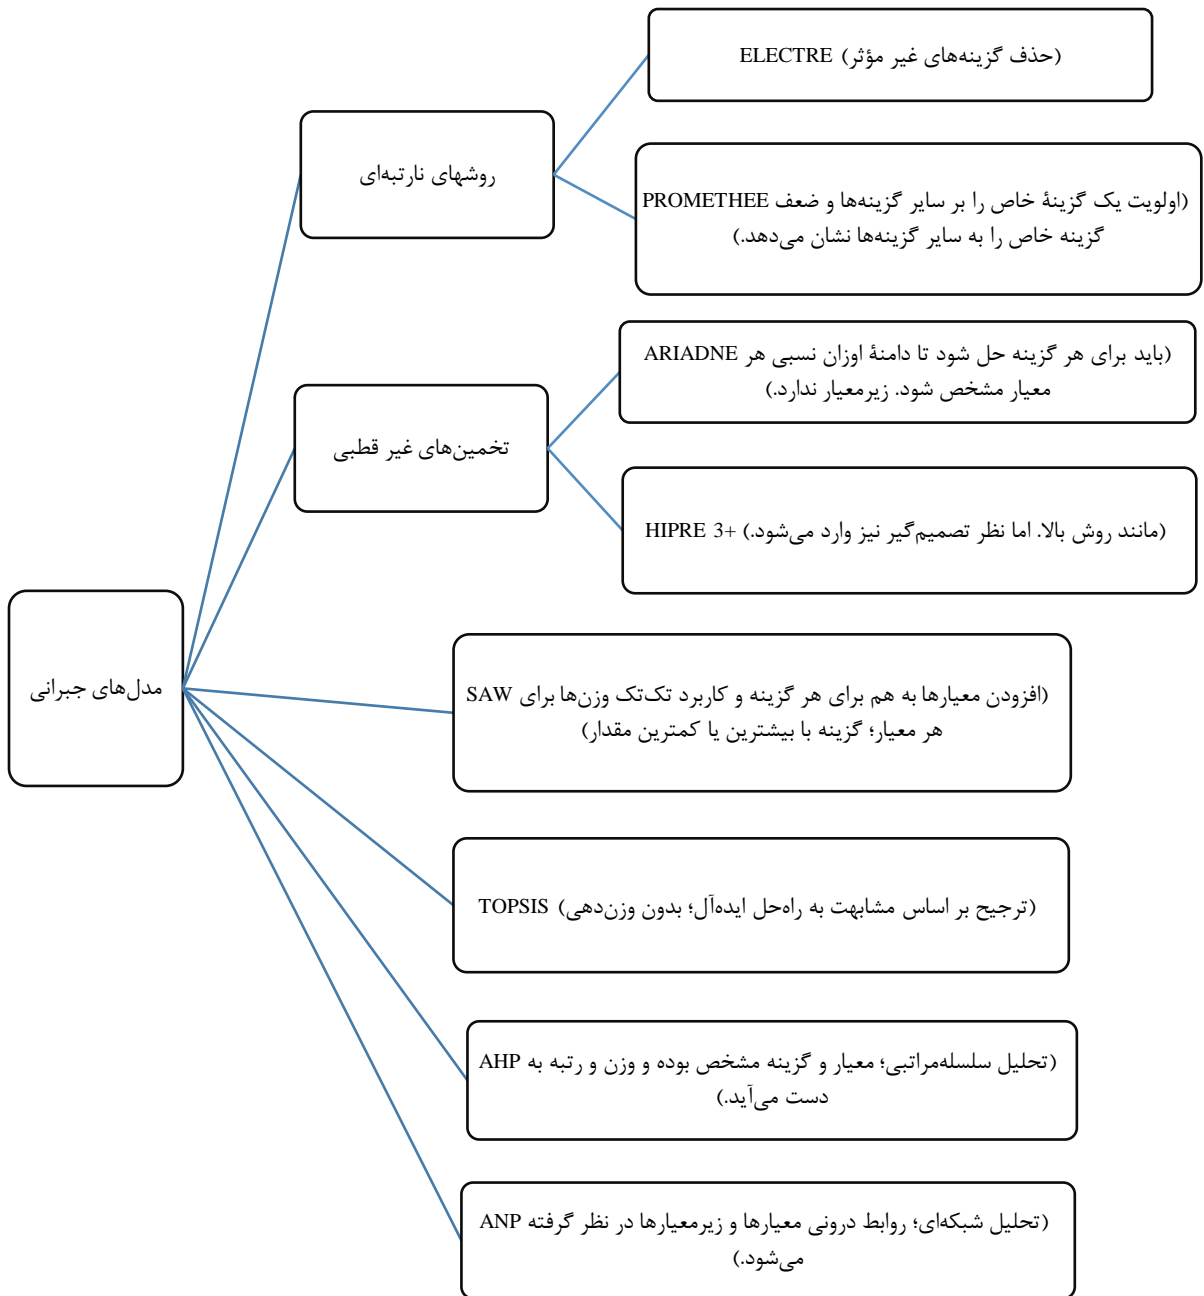 ELECTRE (حذف گزینه‌های غیر مؤثر)
روشهای نارتبه‌ای
PROMETHEE (اولویت یک گزینهٔ خاص را بر سایر گزینه‌ها و ضعف
گزینه خاص را به سایر گزینه‌ها نشان می‌دهد.)
ARIADNE (باید برای هر گزینه حل شود تا دامنهٔ اوزان نسبی هر
معیار مشخص شود. زیرمعیار ندارد.)
تخمین‌های غیر قطبی
HIPRE 3+ (مانند روش بالا. اما نظر تصمیم‌گیر نیز وارد می‌شود.)
مدل‌های جبرانی
SAW (افزودن معیارها به هم برای هر گزینه و کاربرد تک‌تک وزن‌ها برای
هر معیار؛ گزینه با بیشترین یا کمترین مقدار)
TOPSIS (ترجیح بر اساس مشابهت به راه‌حل ایده‌آل؛ بدون وزن‌دهی)
AHP (تحلیل سلسله‌مراتبی؛ معیار و گزینه مشخص بوده و وزن و رتبه به
دست می‌آید.)
ANP (تحلیل شبکه‌ای؛ روابط درونی معیارها و زیرمعیارها در نظر گرفته
می‌شود.)